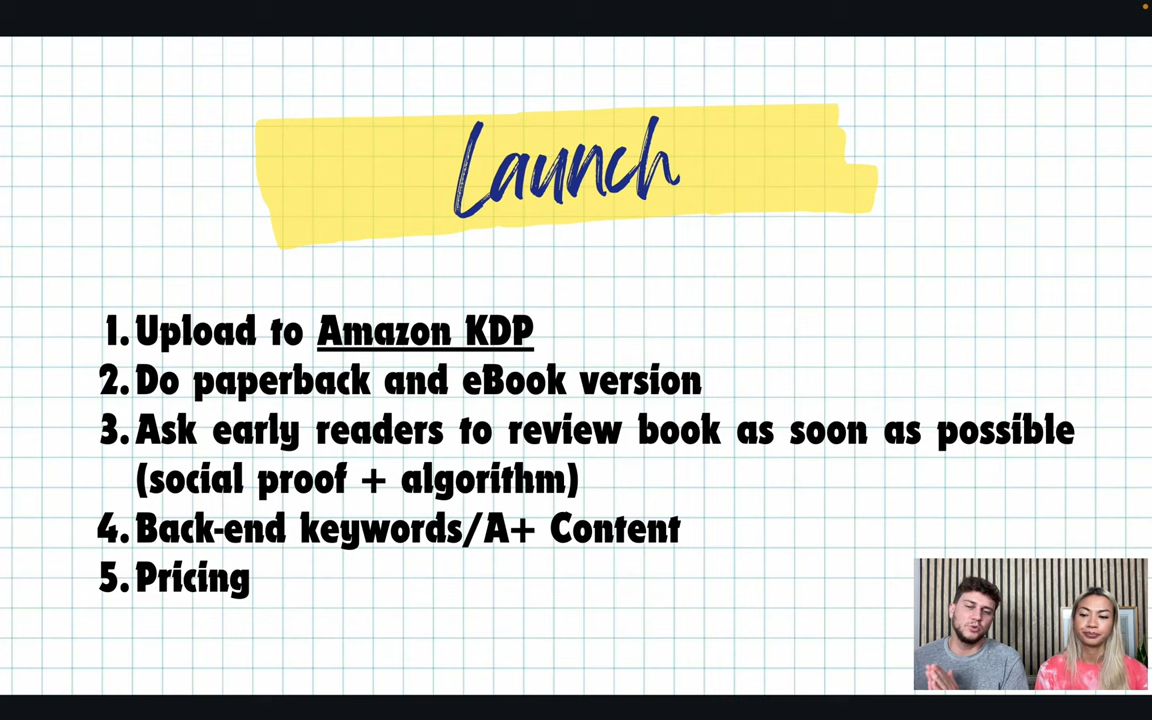 Launch
1. Upload to Amazon KDP
2. Do paperback and eBook version
3. Ask early readers to review book as soon as possible
(social proof + algorithm)
4. Back-end keywords/A+ Content
5. Pricing